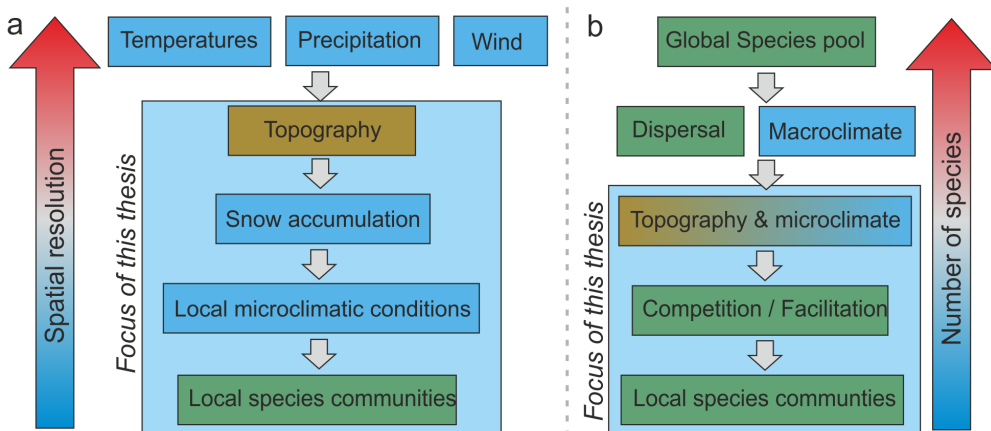 a
Temperatures
Precipitation
Wind
Spatial resolution
Focus of this thesis
Topography
Snow accumulation
Local microclimatic conditions
Local species communities
b
Global Species pool
Dispersal
Macroclimate
Focus of this thesis
Topography & microclimate
Competition / Facilitation
Local species communties
Number of species